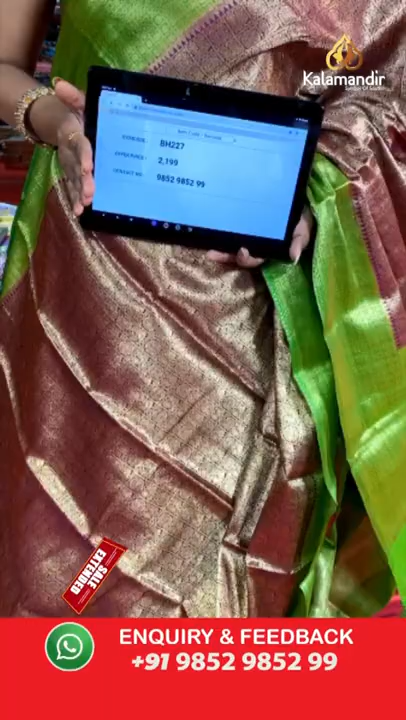 Kalamandir
BH227
2,199
9852 9852 99
SALE
EXTENDED
ENQUIRY & FEEDBACK
+91 9852 9852 99